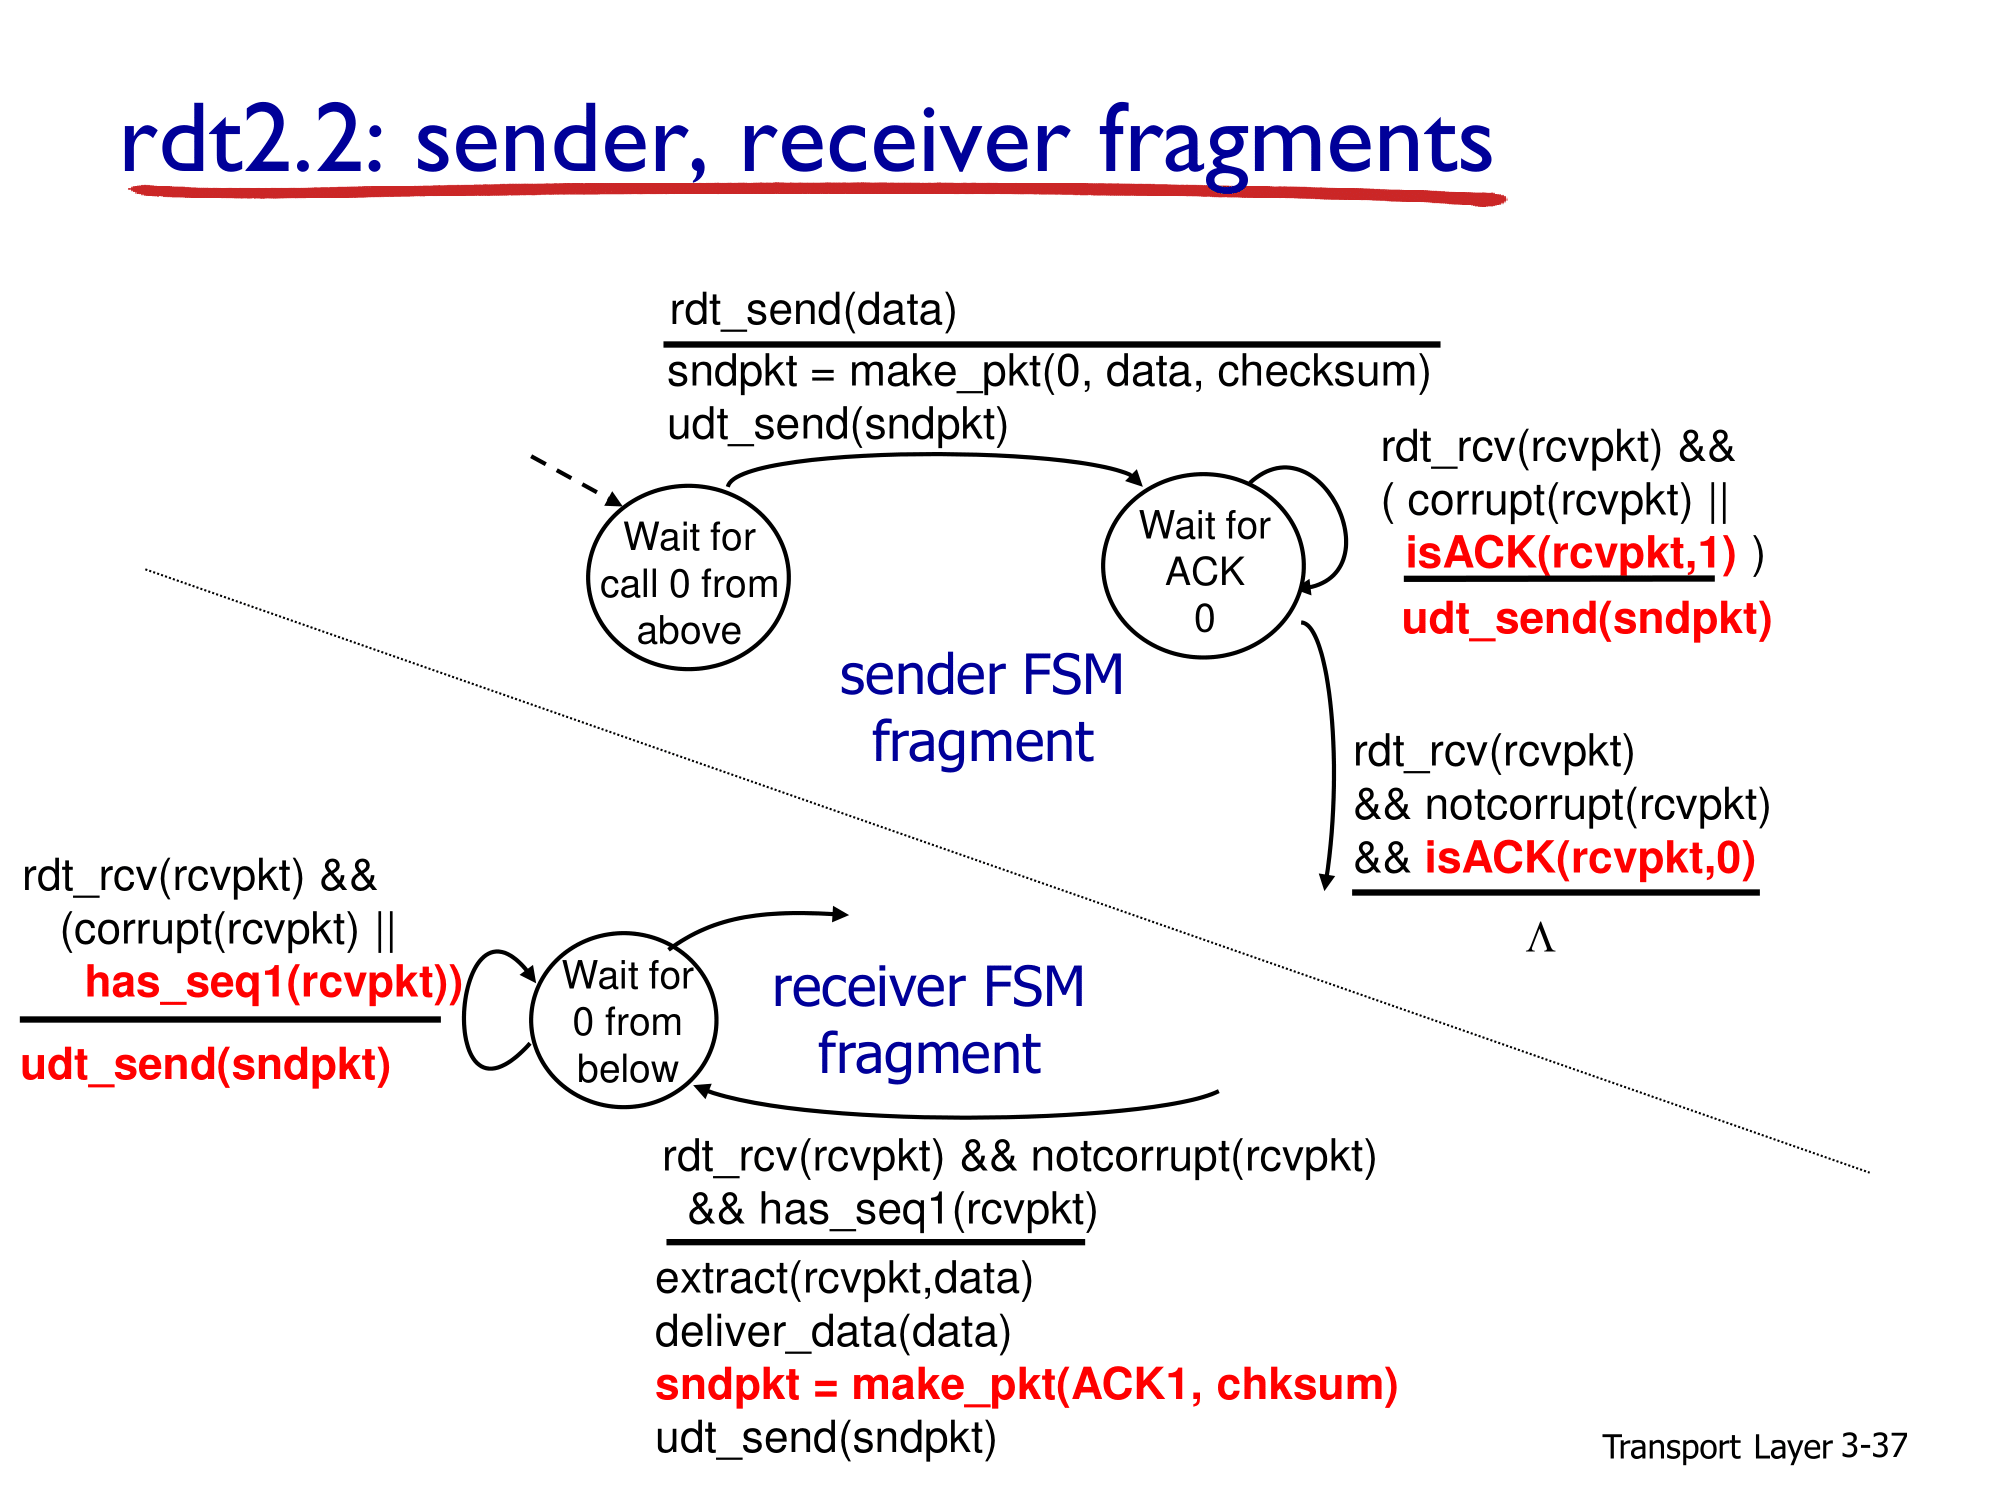 rdt2.2: sender, receiver fragments
rdt_send(data)
sndpkt = make_pkt(0, data, checksum)
udt_send(sndpkt)
Wait for
call 0 from
above
Wait for
ACK
0
rdt_rcv(rcvpkt) &&
( corrupt(rcvpkt) ||
isACK(rcvpkt,1) )
udt_send(sndpkt)
sender FSM
fragment
rdt_rcv(rcvpkt)
&& notcorrupt(rcvpkt)
&& isACK(rcvpkt,0)
Λ
rdt_rcv(rcvpkt) &&
(corrupt(rcvpkt) ||
has_seq1(rcvpkt))
udt_send(sndpkt)
Wait for
0 from
below
receiver FSM
fragment
rdt_rcv(rcvpkt) && notcorrupt(rcvpkt)
&& has_seq1(rcvpkt)
extract(rcvpkt,data)
deliver_data(data)
sndpkt = make_pkt(ACK1, chksum)
udt_send(sndpkt)
Transport Layer 3-37